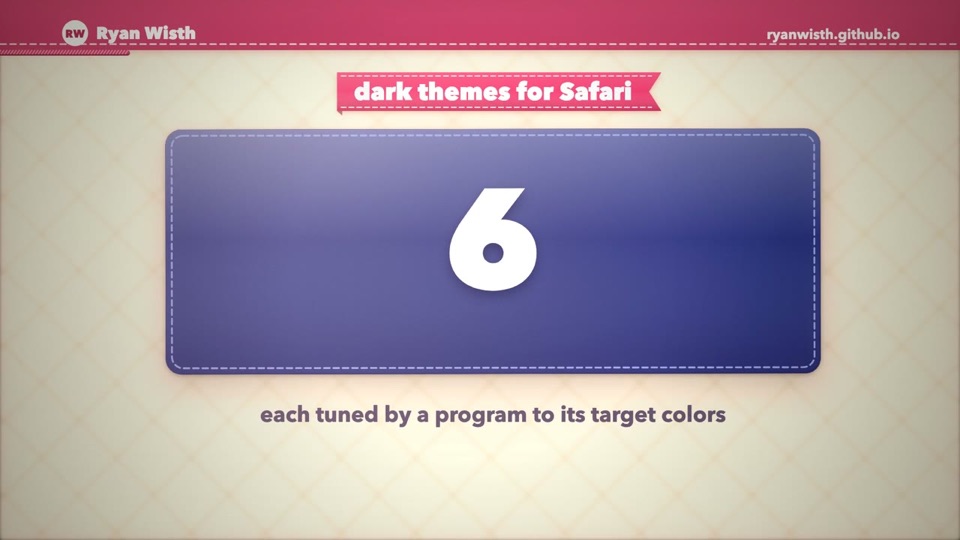 RW Ryan Wisth
ryanwisth.github.io
dark themes for Safari
6
each tuned by a program to its target colors